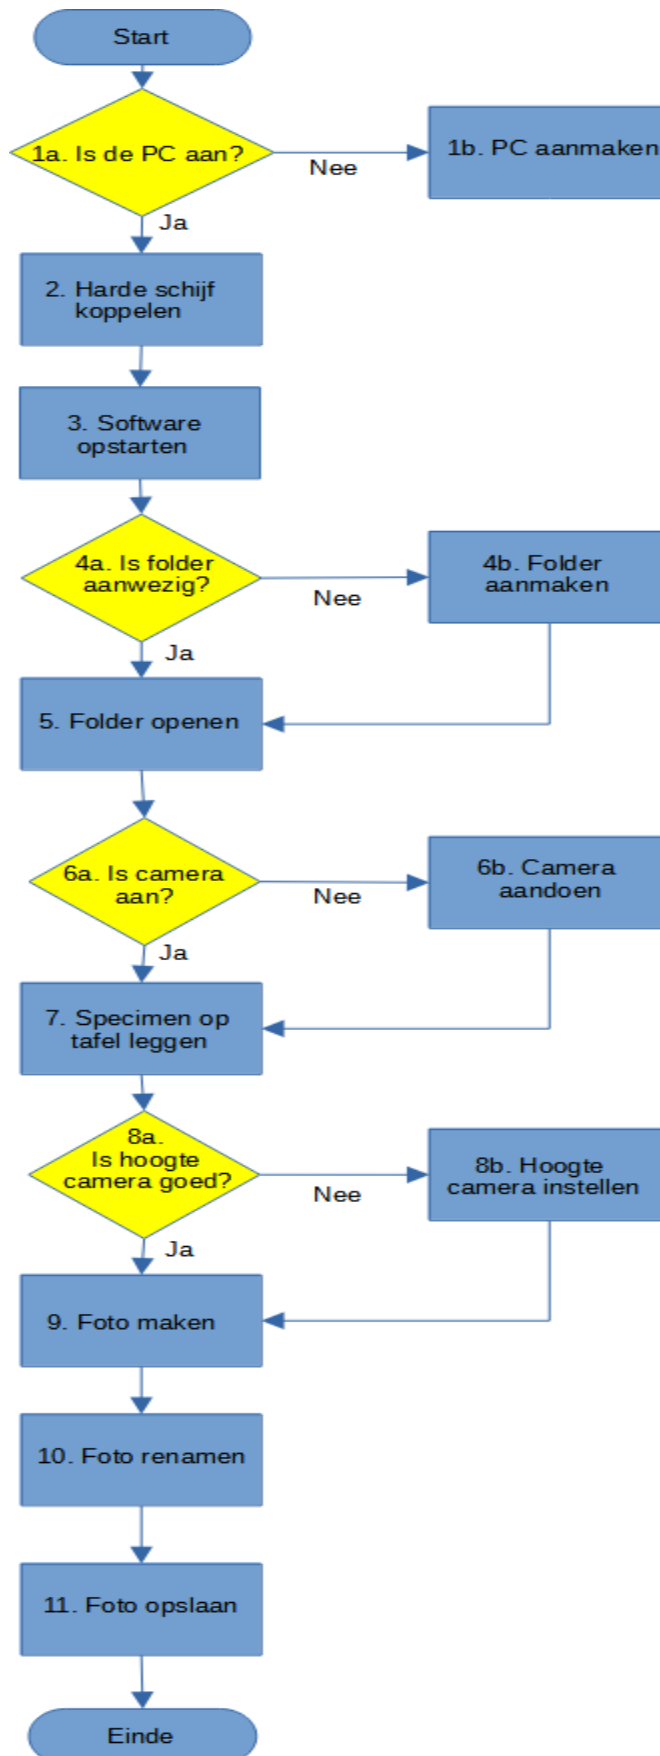 Start
1a. Is de PC aan?
Nee
1b. PC aanmaken
Ja
2. Harde schijf
koppelen
3. Software
opstarten
4a. Is folder
aanwezig?
Nee
4b. Folder
aanmaken
Ja
5. Folder openen
6a. Is camera
aan?
Nee
6b. Camera
aandoen
Ja
7. Specimen op
tafel leggen
8a.
Is hoogte
camera goed?
Nee
8b. Hoogte
camera instellen
Ja
9. Foto maken
10. Foto renamen
11. Foto opslaan
Einde